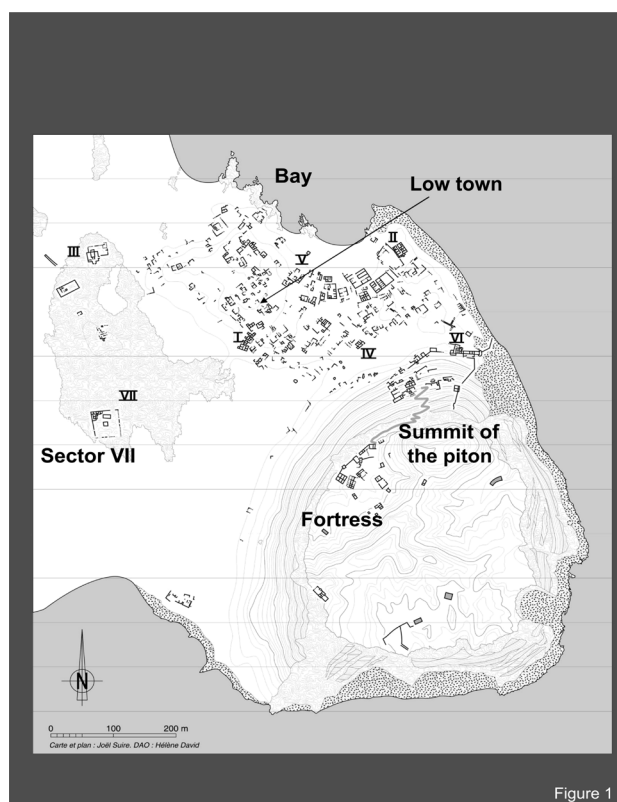 Bay
Low town
II
III
V
I
IV
VI
VII
Summit of
the piton
Sector VII
Fortress
N
0 100 200 m
Carte et plan : Joël Suire. DAO : Hélène David
Figure 1